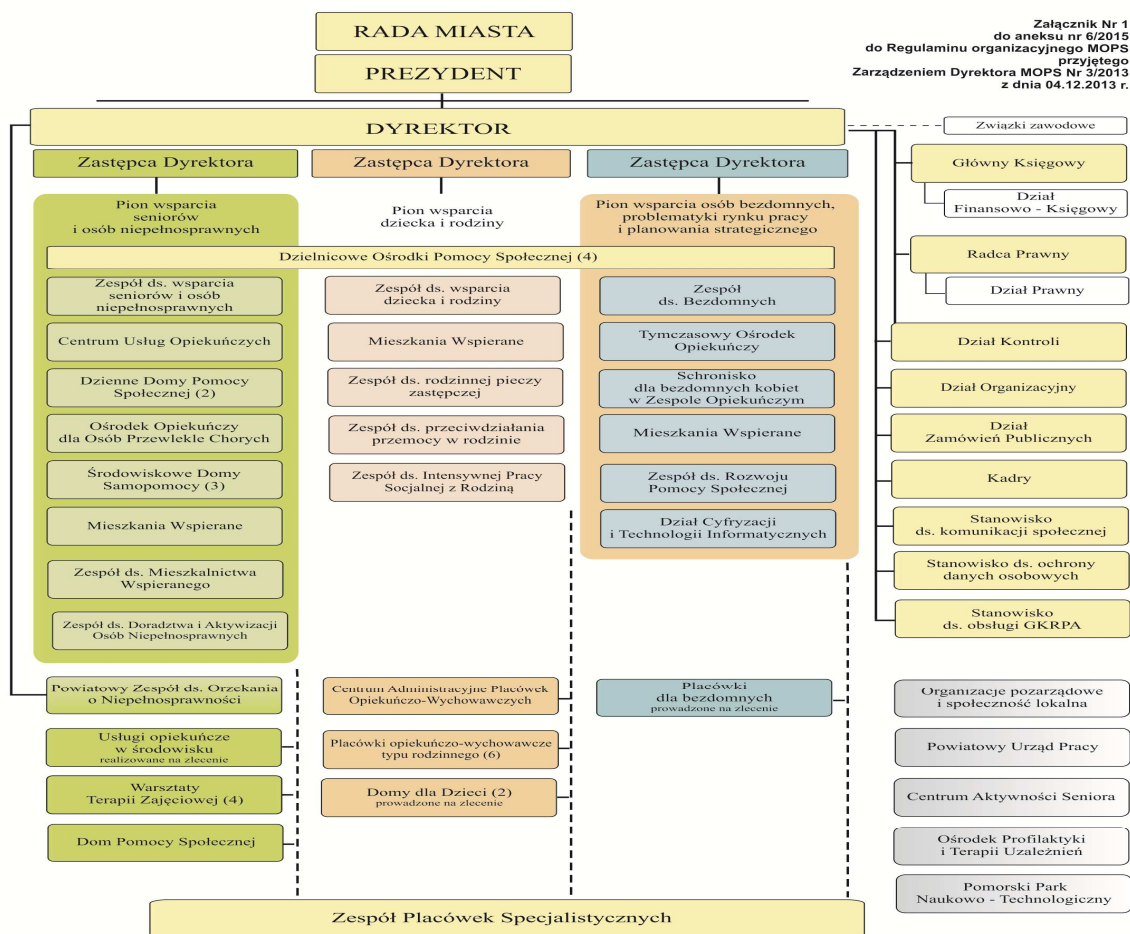 RADA MIASTA
PREZYDENT
Załącznik Nr 1
do aneksu nr 6/2015
do Regulaminu organizacyjnego MOPS
przyjętego
Zarządzeniem Dyrektora MOPS Nr 3/2013
z dnia 04.12.2013 r.
DYREKTOR
Związki zawodowe
Zastępca Dyrektora
Zastępca Dyrektora
Zastępca Dyrektora
Pion wsparcia
seniorów
i osób niepełnosprawnych
Pion wsparcia
dziecka i rodziny
Pion wsparcia osób bezdomnych,
problematyki rynku pracy
i planowania strategicznego
Dzielnicowe Ośrodki Pomocy Społecznej (4)
Zespół ds. wsparcia
seniorów i osób
niepełnosprawnych
Centrum Usług Opiekuńczych
Dzienne Domy Pomocy
Społecznej (2)
Ośrodek Opiekuńczy
dla Osób Przewlekle Chorych
Środowiskowe Domy
Samopomocy (3)
Mieszkania Wspierane
Zespół ds. Mieszkalnictwa
Wspieranego
Zespół ds. Doradztwa i Aktywizacji
Osób Niepełnosprawnych
Zespół ds. wsparcia
dziecka i rodziny
Mieszkania Wspierane
Zespół ds. rodzinnej pieczy
zastępczej
Zespół ds. przeciwdziałania
przemocy w rodzinie
Zespół ds. Intensywnej Pracy
Socjalnej z Rodziną
Zespół
ds. Bezdomnych
Tymczasowy Ośrodek
Opiekuńczy
Schronisko
dla bezdomnych kobiet
w Zespole Opiekuńczym
Mieszkania Wspierane
Zespół ds. Rozwoju
Pomocy Społecznej
Dział Cyfryzacji
i Technologii Informatycznych
Główny Księgowy
Dział
Finansowo - Księgowy
Radca Prawny
Dział Prawny
Dział Kontroli
Dział Organizacyjny
Dział
Zamówień Publicznych
Kadry
Stanowisko
ds. komunikacji społecznej
Stanowisko ds. ochrony
danych osobowych
Stanowisko
ds. obsługi GKRPA
Powiatowy Zespół ds. Orzekania
o Niepełnosprawności
Usługi opiekuńcze
w środowisku
realizowane na zlecenie
Warsztaty
Terapii Zajęciowej (4)
Dom Pomocy Społecznej
Centrum Administracyjne Placówek
Opiekuńczo-Wychowawczych
Placówki opiekuńczo-wychowawcze
typu rodzinnego (6)
Domy dla Dzieci (2)
prowadzone na zlecenie
Placówki
dla bezdomnych
prowadzone na zlecenie
Organizacje pozarządowe
i społeczność lokalna
Powiatowy Urząd Pracy
Centrum Aktywności Seniora
Ośrodek Profilaktyki
i Terapii Uzależnień
Pomorski Park
Naukowo - Technologiczny
Zespół Placówek Specjalistycznych